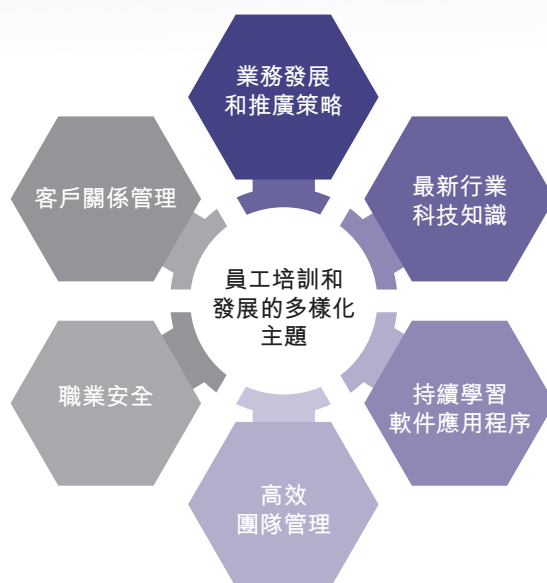 業務發展
和推廣策略
最新行業
科技知識
持續學習
軟件應用程序
高效
團隊管理
職業安全
客戶關係管理
員工培訓和
發展的多樣化
主題